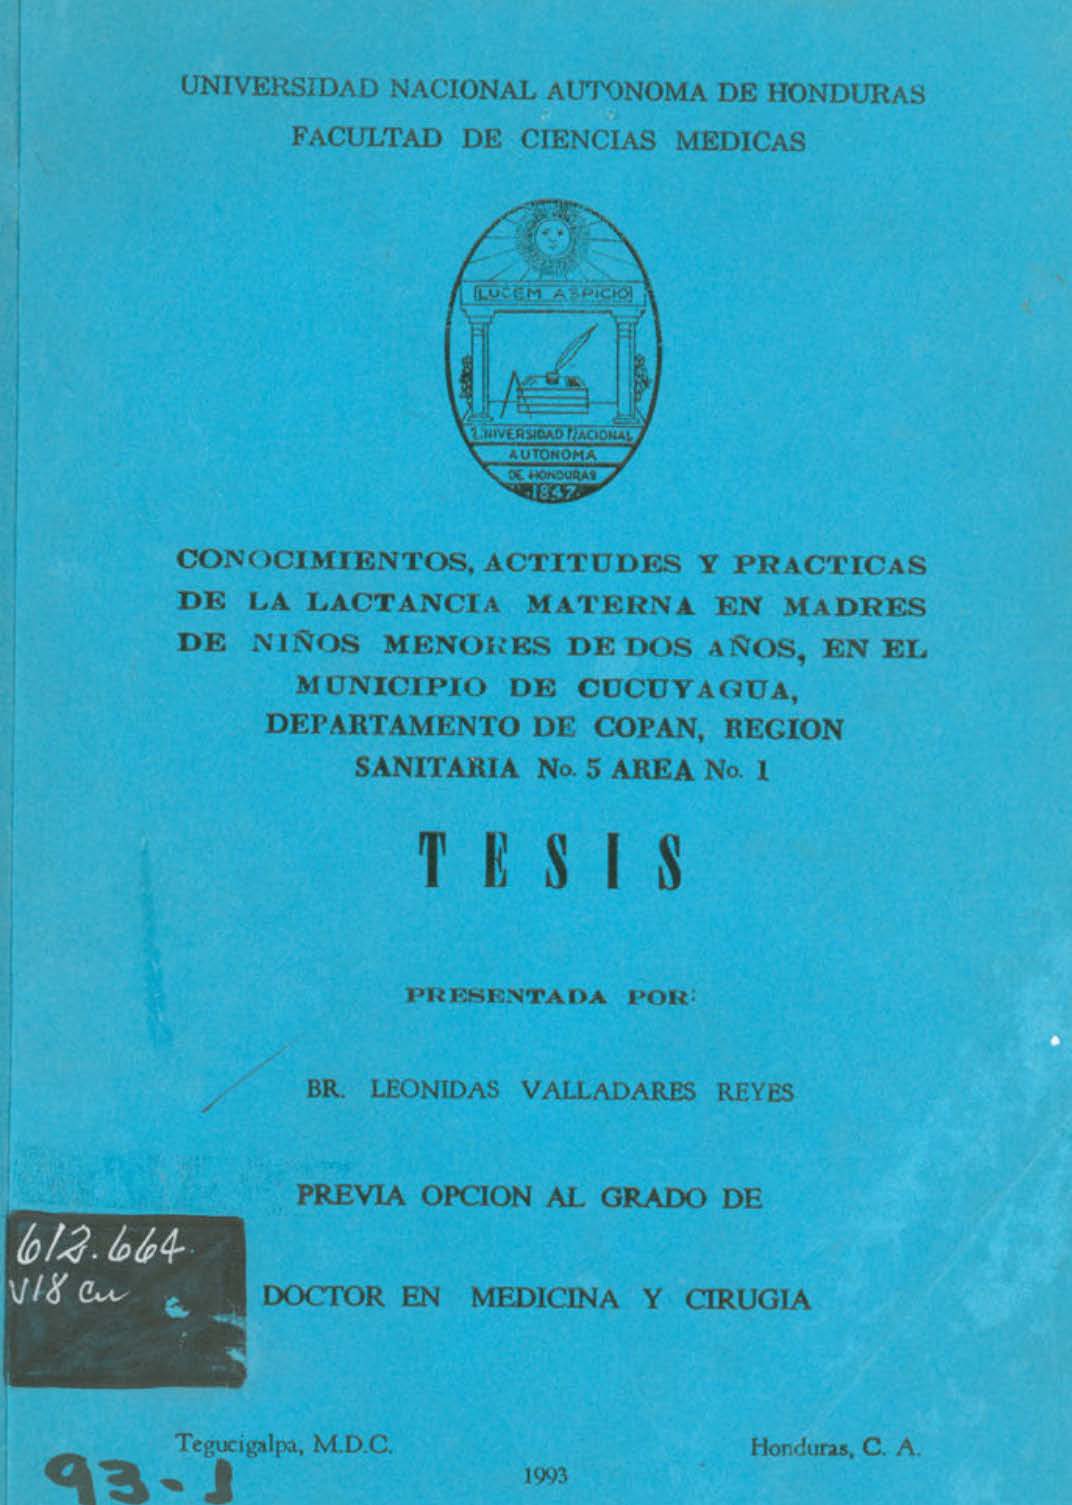 UNIVERSIDAD NACIONAL AUTONOMA DE HONDURAS
FACULTAD DE CIENCIAS MEDICAS
LUCEM ASPICIO
UNIVERSIDAD NACIONAL
AUTONOMA
DE HONDURAS
1847
CONOCIMIENTOS, ACTITUDES Y PRACTICAS
DE LA LACTANCIA MATERNA EN MADRES
DE NIÑOS MENORES DE DOS AÑOS, EN EL
MUNICIPIO DE CUCUYAGUA,
DEPARTAMENTO DE COPAN, REGION
SANITARIA No. 5 AREA No. 1
TESIS
PRESENTADA POR:
BR. LEONIDAS VALLADARES REYES
PREVIA OPCION AL GRADO DE
612.664
V18 cu
DOCTOR EN MEDICINA Y CIRUGIA
Tegucigalpa, M.D.C. Honduras, C. A.
93-1
1993